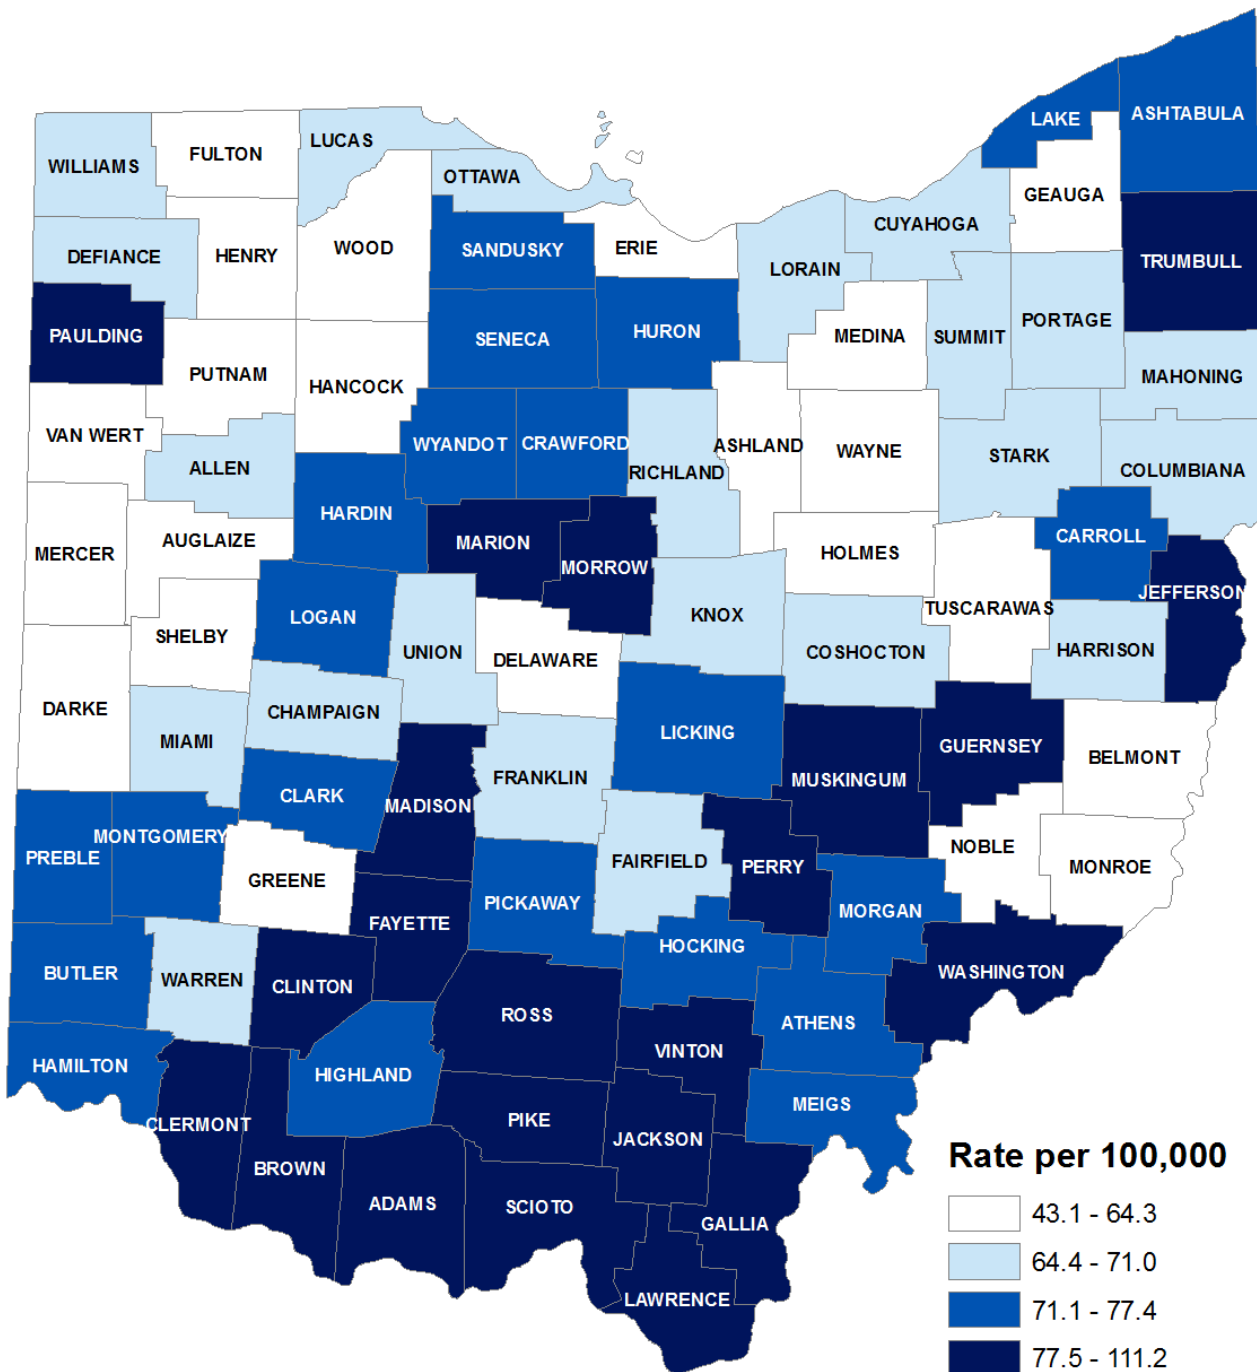 LAKE
ASHTABULA
LUCAS
FULTON
WILLIAMS
OTTAWA
GEAUGA
CUYAHOGA
WOOD
ERIE
SANDUSKY
HENRY
DEFIANCE
LORAIN
TRUMBULL
PORTAGE
PAULDING
SENECA
HURON
MEDINA
SUMMIT
PUTNAM
HANCOCK
MAHONING
VAN WERT
WYANDOT
CRAWFORD
ASHLAND
WAYNE
STARK
ALLEN
RICHLAND
COLUMBIANA
HARDIN
AUGLAIZE
MARION
CARROLL
MERCER
HOLMES
MORROW
JEFFERSON
TUSCARAWAS
LOGAN
KNOX
SHELBY
UNION
DELAWARE
COSHOCTON
HARRISON
DARKE
CHAMPAIGN
MIAMI
LICKING
GUERNSEY
BELMONT
FRANKLIN
MUSKINGUM
CLARK
MADISON
MONTGOMERY
PREBLE
NOBLE
FAIRFIELD
PERRY
MONROE
GREENE
PICKAWAY
MORGAN
FAYETTE
HOCKING
BUTLER
WARREN
CLINTON
WASHINGTON
ROSS
ATHENS
VINTON
HAMILTON
HIGHLAND
MEIGS
CLERMONT
PIKE
JACKSON
BROWN
ADAMS
SCIOTO
GALLIA
LAWRENCE
Rate per 100,000
43.1 - 64.3
64.4 - 71.0
71.1 - 77.4
77.5 - 111.2